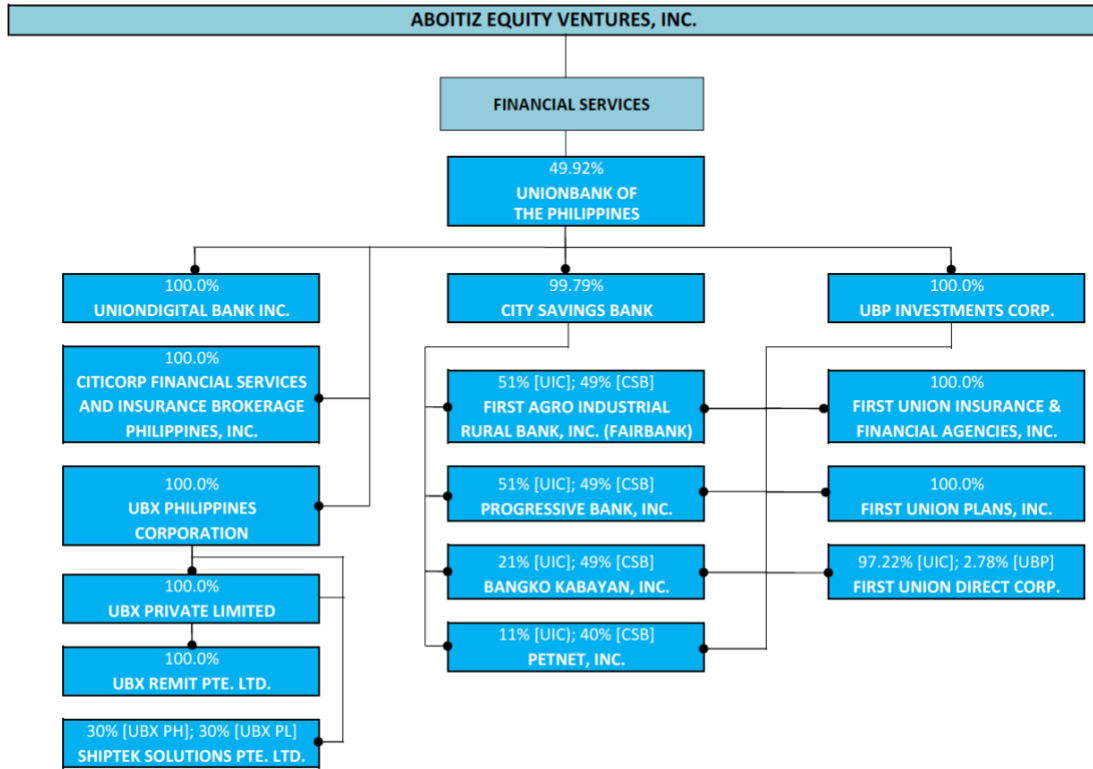 ABOITIZ EQUITY VENTURES, INC.
FINANCIAL SERVICES
49.92%
UNIONBANK OF
THE PHILIPPINES
100.0%
UNIONDIGITAL BANK INC.
99.79%
CITY SAVINGS BANK
100.0%
UBP INVESTMENTS CORP.
100.0%
CITICORP FINANCIAL SERVICES
AND INSURANCE BROKERAGE
PHILIPPINES, INC.
51% [UIC]; 49% [CSB]
FIRST AGRO INDUSTRIAL
RURAL BANK, INC. (FAIRBANK)
100.0%
FIRST UNION INSURANCE &
FINANCIAL AGENCIES, INC.
100.0%
UBX PHILIPPINES
CORPORATION
51% [UIC]; 49% [CSB]
PROGRESSIVE BANK, INC.
100.0%
FIRST UNION PLANS, INC.
100.0%
UBX PRIVATE LIMITED
21% [UIC]; 49% [CSB]
BANGKO KABAYAN, INC.
97.22% [UIC]; 2.78% [UBP]
FIRST UNION DIRECT CORP.
100.0%
UBX REMIT PTE. LTD.
11% [UIC]; 40% [CSB]
PETNET, INC.
30% [UBX PH]; 30% [UBX PL]
SHIPTEK SOLUTIONS PTE. LTD.